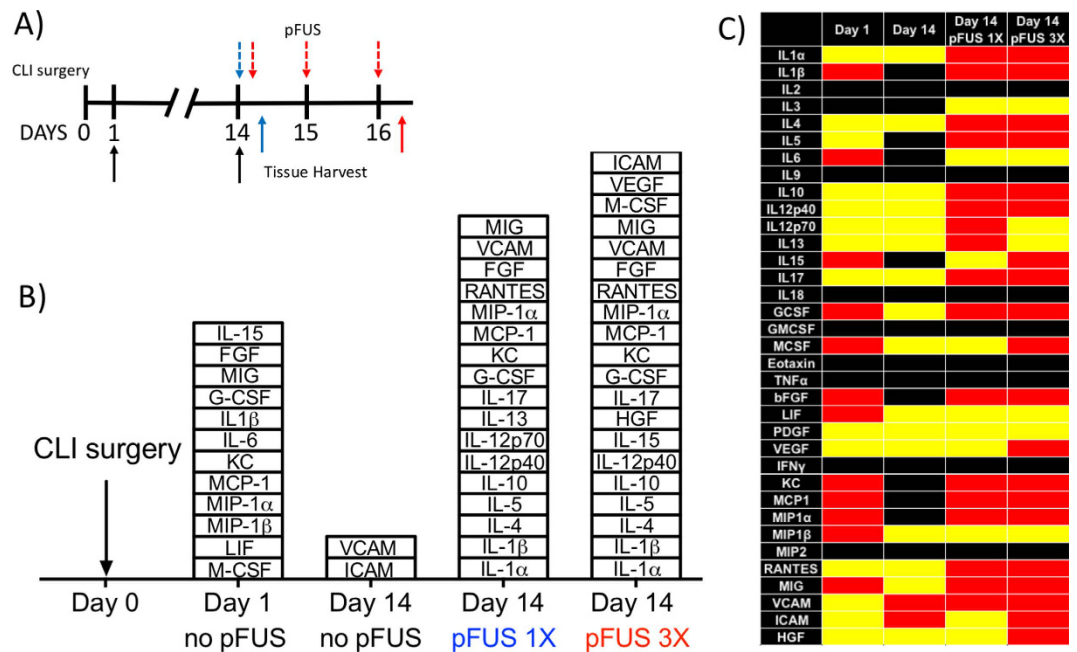 A)
pFUS
CLI surgery
DAYS 0 1 14 15 16
Tissue Harvest
B)
CLI surgery
IL-15
FGF
MIG
G-CSF
IL1β
IL-6
KC
MCP-1
MIP-1α
MIP-1β
LIF
M-CSF
VCAM
ICAM
MIG
VCAM
FGF
RANTES
MIP-1α
MCP-1
KC
G-CSF
IL-17
IL-13
IL-12p70
IL-12p40
IL-10
IL-5
IL-4
IL-1β
IL-1α
ICAM
VEGF
M-CSF
MIG
VCAM
FGF
RANTES
MIP-1α
MCP-1
KC
G-CSF
IL-17
HGF
IL-15
IL-12p40
IL-10
IL-5
IL-4
IL-1β
IL-1α
Day 0 Day 1 Day 14 Day 14 Day 14
no pFUS no pFUS pFUS 1X pFUS 3X
C)
Day 1 Day 14 Day 14 Day 14
pFUS 1X pFUS 3X
IL1α
IL1β
IL2
IL3
IL4
IL5
IL6
IL9
IL10
IL12p40
IL12p70
IL13
IL15
IL17
IL18
GCSF
GMCSF
MCSF
Eotaxin
TNFα
bFGF
LIF
PDGF
VEGF
IFNγ
KC
MCP1
MIP1α
MIP1β
MIP2
RANTES
MIG
VCAM
ICAM
HGF